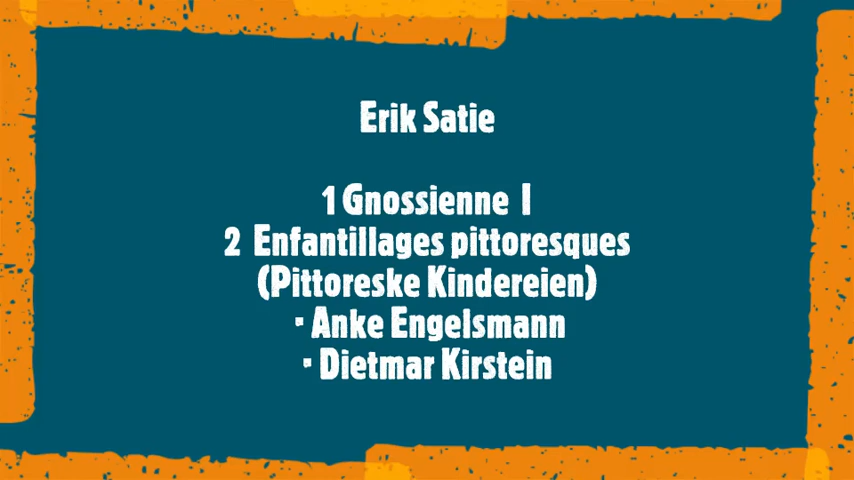 Erik Satie
1 Gnossienne I
2 Enfantillages pittoresques
(Pittoreske Kindereien)
· Anke Engelsmann
· Dietmar Kirstein